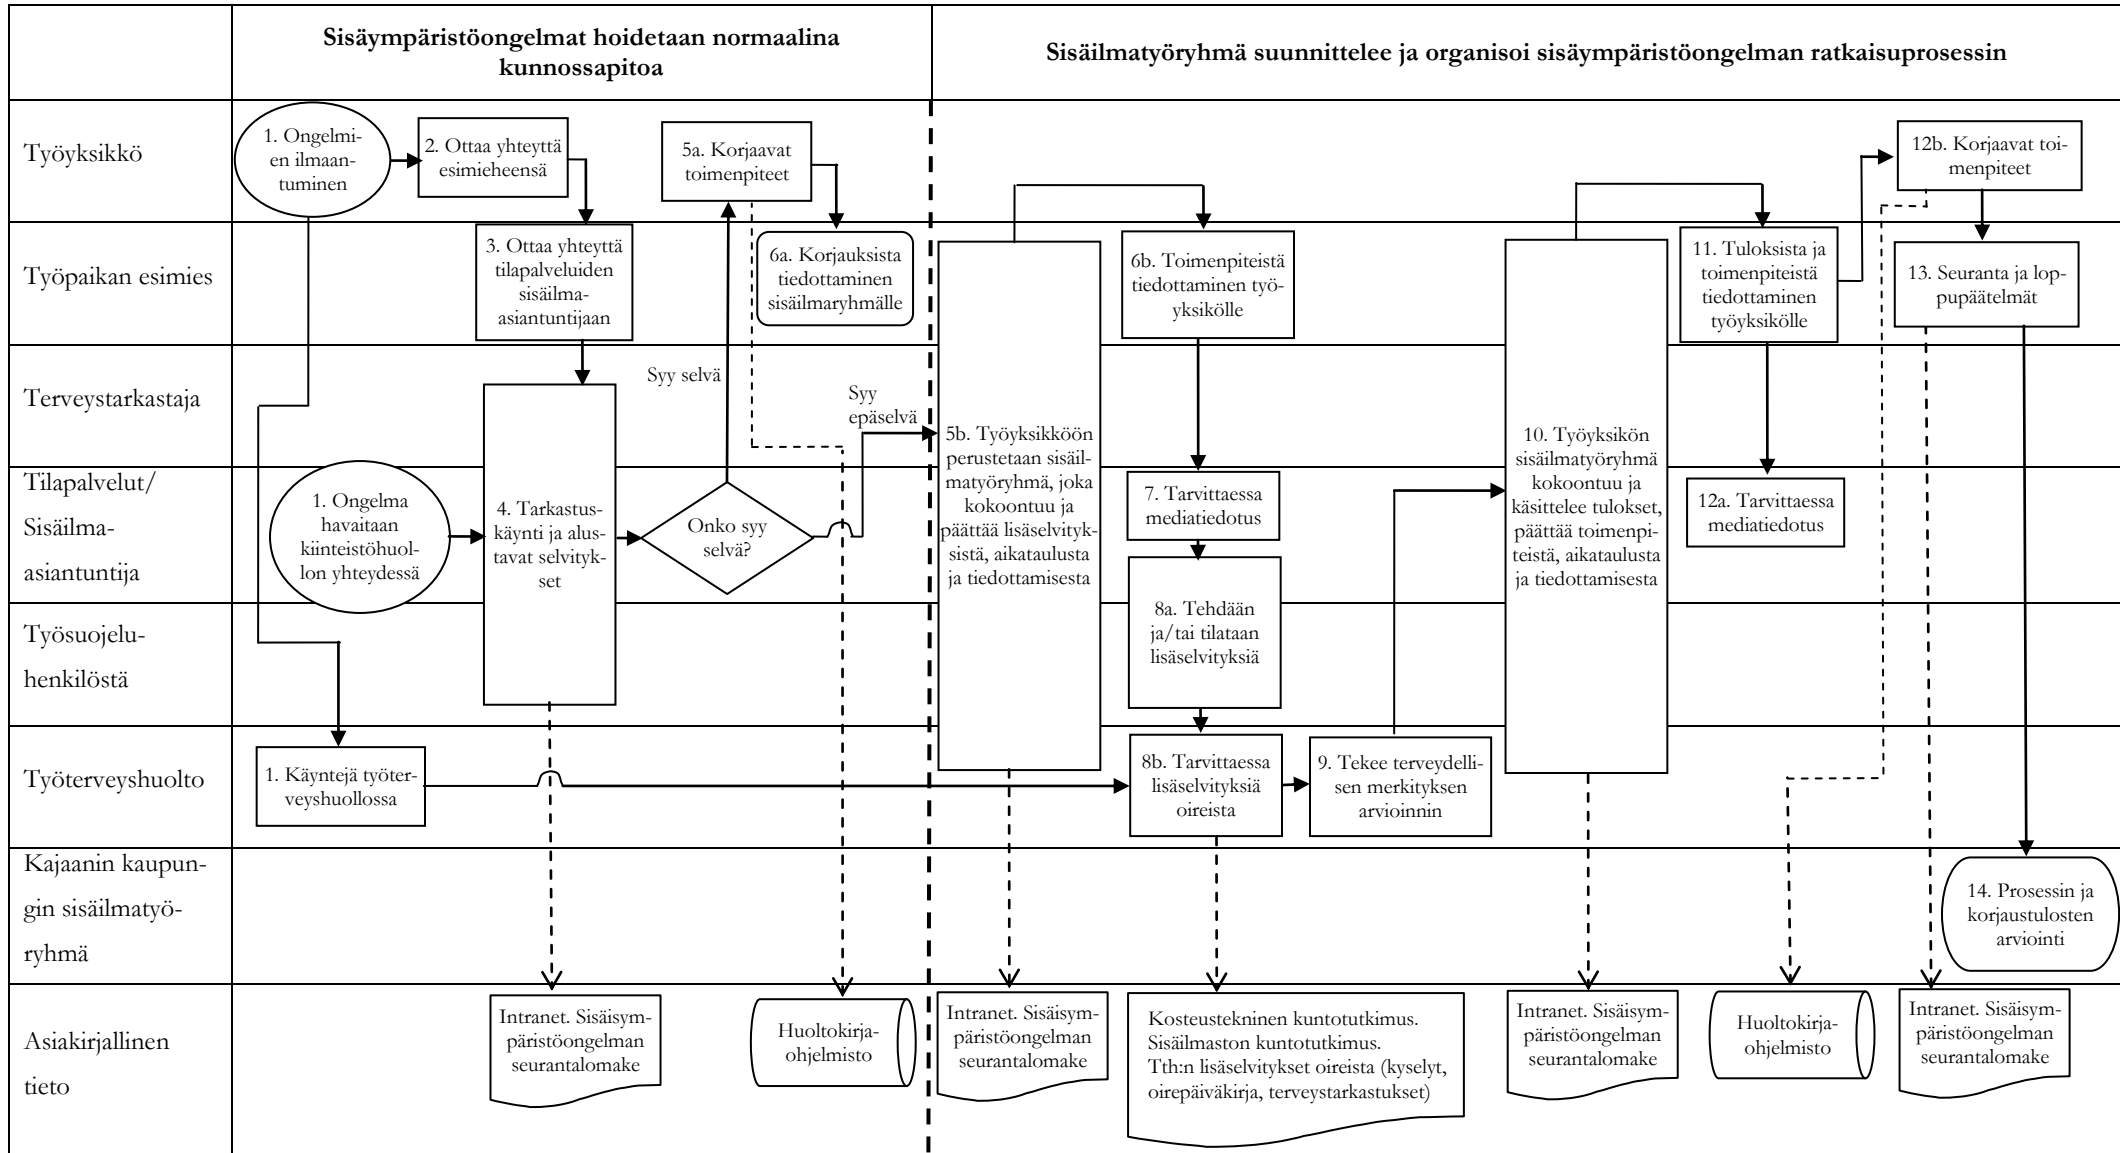 Sisäympäristöongelmat hoidetaan normaalina
kunnossapitoa
Sisäilmatyöryhmä suunnittelee ja organisoi sisäympäristöongelman ratkaisuprosessin
Työyksikkö
1. Ongelmi-
en ilmaan-
tuminen
2. Ottaa yhteyttä
esimieheensä
5a. Korjaavat
toimenpiteet
12b. Korjaavat toi-
menpiteet
Työpaikan esimies
3. Ottaa yhteyttä
tilapalveluiden
sisäilma-
asiantuntijaan
6a. Korjauksista
tiedottaminen
sisäilmaryhmälle
6b. Toimenpiteistä
tiedottaminen työ-
yksikölle
11. Tuloksista ja
toimenpiteistä
tiedottaminen
työyksikölle
13. Seuranta ja lop-
pupäätelmät
Terveystarkastaja
Syy selvä
Syy
epäselvä
5b. Työyksikköön
perustetaan sisäil-
matyöryhmä, joka
kokoontuu ja
päättää lisäselvityk-
sistä, aikataulusta
ja tiedottamisesta
10. Työyksikön
sisäilmatyöryhmä
kokoontuu ja
käsittelee tulokset,
päättää toimenpi-
teistä, aikataulusta
ja tiedottamisesta
Tilapalvelut/
Sisäilma-
asiantuntija
1. Ongelma
havaitaan
kiinteistöhuol-
lon yhteydessä
4. Tarkastus-
käynti ja alus-
tavat selvityk-
set
Onko syy
selvä?
7. Tarvittaessa
mediatiedotus
12a. Tarvittaessa
mediatiedotus
8a. Tehdään
ja/tai tilataan
lisäselvityksiä
Työsuojelu-
henkilöstä
Työterveyshuolto
1. Käyntejä työter-
veyshuollossa
8b. Tarvittaessa
lisäselvityksiä
oireista
9. Tekee terveydelli-
sen merkityksen
arvioinnin
Kajaanin kaupun-
gin sisäilmatyö-
ryhmä
14. Prosessin ja
korjaustulosten
arviointi
Asiakirjallinen
tieto
Intranet. Sisäisym-
päristöongelman
seurantalomake
Huoltokirja-
ohjelmisto
Intranet. Sisäisym-
päristöongelman
seurantalomake
Kosteustekninen kuntotutkimus.
Sisäilmaston kuntotutkimus.
Tth:n lisäselvitykset oireista (kyselyt,
oirepäiväkirja, terveystarkastukset)
Intranet. Sisäisym-
päristöongelman
seurantalomake
Huoltokirja-
ohjelmisto
Intranet. Sisäisym-
päristöongelman
seurantalomake